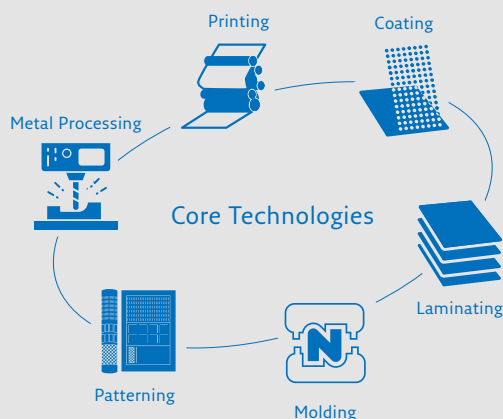 Printing
Coating
Metal Processing
Core Technologies
Laminating
N
Patterning
Molding